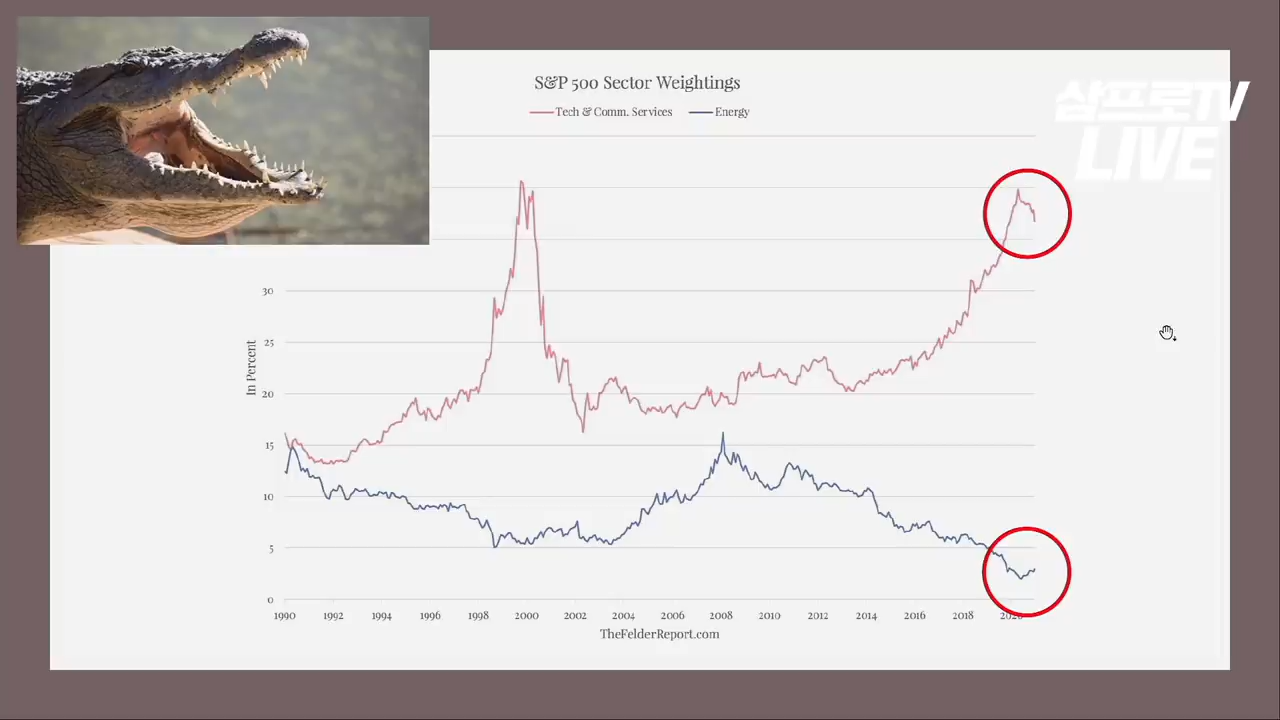 S&P 500 Sector Weightings
Tech & Comm. Services
Energy
삼프로TV
LIVE
In Percent
30
25
20
15
10
5
0
1990 1992 1994 1996 1998 2000 2002 2004 2006 2008 2010 2012 2014 2016 2018 2020
TheFelderReport.com